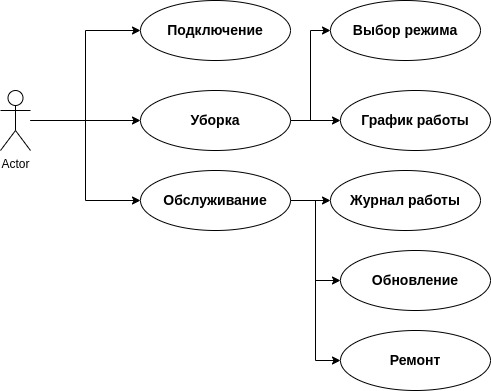 Подключение
Выбор режима
Уборка
График работы
Actor
Обслуживание
Журнал работы
Обновление
Ремонт